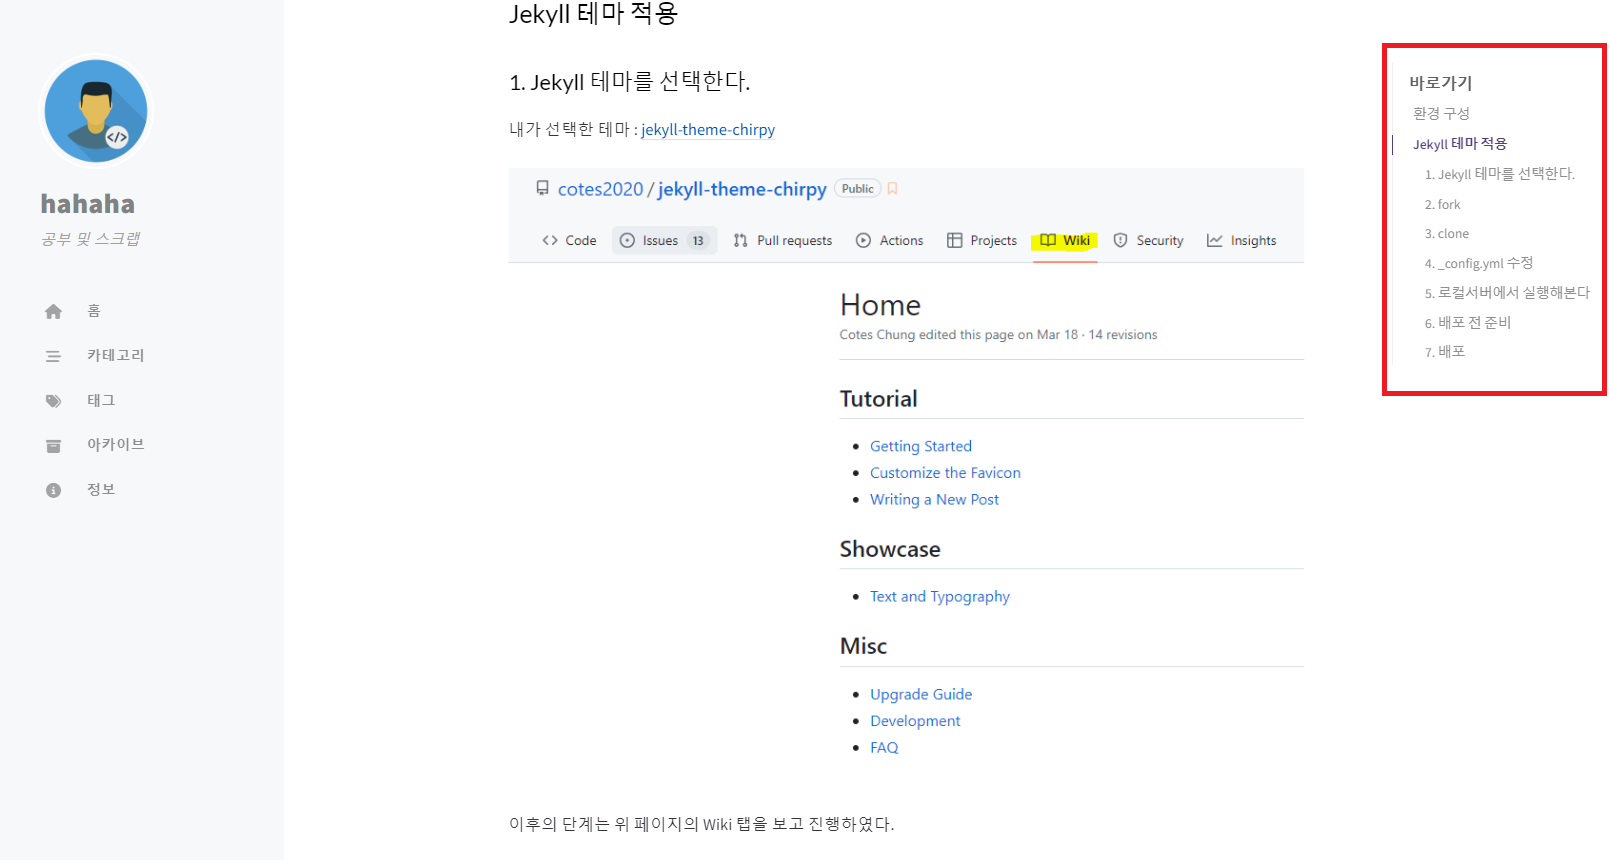 hahaha
공부 및 스크랩
홈
카테고리
태그
아카이브
정보
Jekyll 테마 적용
1. Jekyll 테마를 선택한다.
내가 선택한 테마 : jekyll-theme-chirpy
cotes2020 / jekyll-theme-chirpy Public
Code Issues 13 Pull requests Actions Projects Wiki Security Insights
Home
Cotes Chung edited this page on Mar 18 · 14 revisions
Tutorial
Getting Started
Customize the Favicon
Writing a New Post
Showcase
Text and Typography
Misc
Upgrade Guide
Development
FAQ
이후의 단계는 위 페이지의 Wiki 탭을 보고 진행하였다.
바로가기
환경 구성
Jekyll 테마 적용
1. Jekyll 테마를 선택한다.
2. fork
3. clone
4. _config.yml 수정
5. 로컬서버에서 실행해본다
6. 배포 전 준비
7. 배포